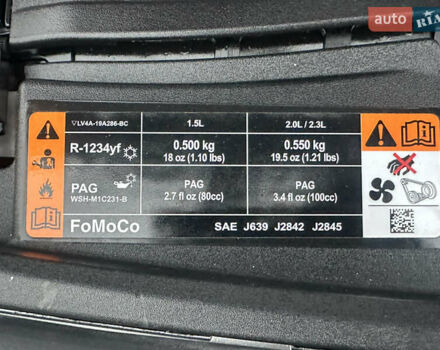 auto RIA
▽LV4A-19A286-BC 1.5L 2.0L / 2.3L
R-1234yf 0.500 kg 0.550 kg
18 oz (1.10 lbs) 19.5 oz (1.21 lbs)
PAG PAG PAG
WSH-M1C231-B 2.7 fl oz (80cc) 3.4 fl oz (100cc)
FoMoCo SAE J639 J2842 J2845